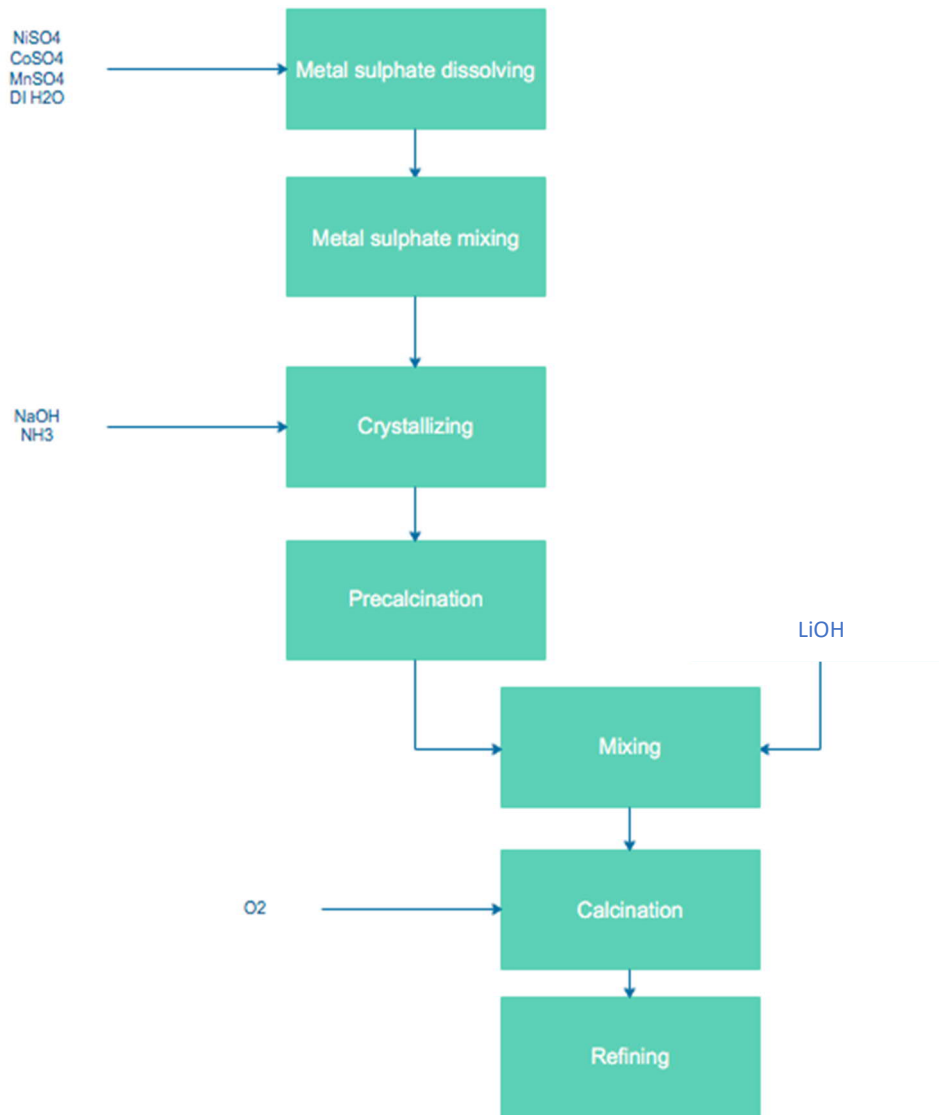 NiSO4
CoSO4
MnSO4
DI H2O
Metal sulphate dissolving
Metal sulphate mixing
NaOH
NH3
Crystallizing
Precalcination
LiOH
Mixing
O2
Calcination
Refining